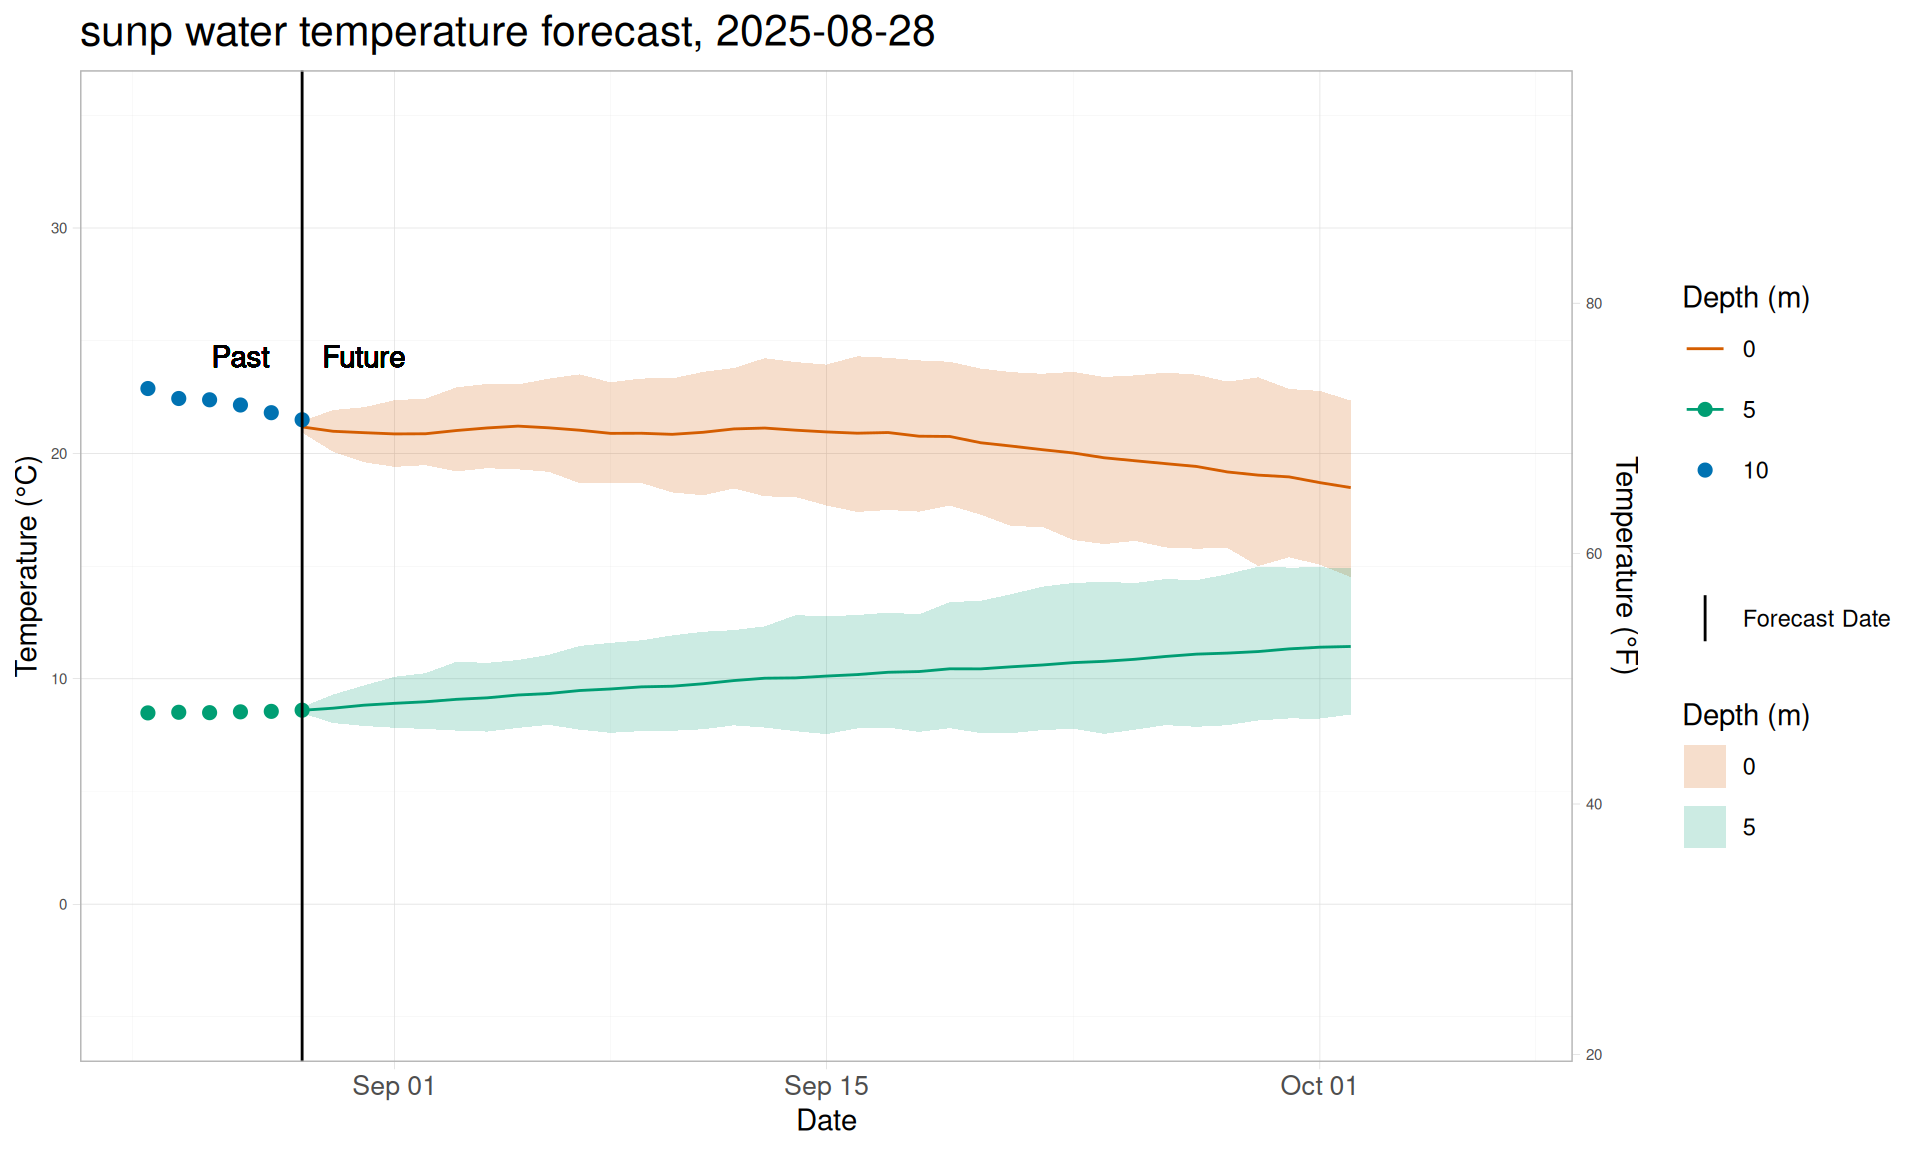 sunp water temperature forecast, 2025-08-28
Past
Future
30
20
10
0
Temperature (°C)
80
60
40
20
Temperature (°F)
Sep 01
Sep 15
Oct 01
Date
Depth (m)
0
5
10
Forecast Date
Depth (m)
0
5